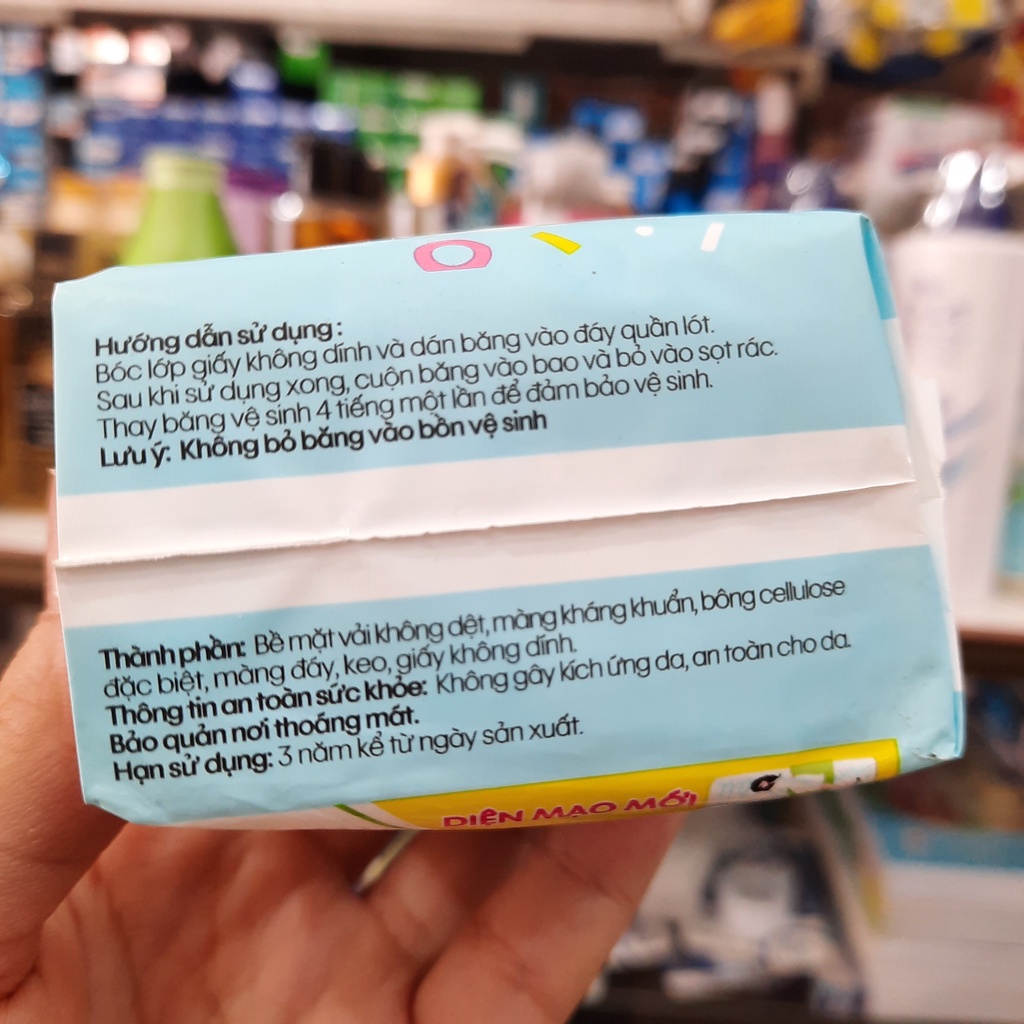 Hướng dẫn sử dụng:
Bóc lớp giấy không dính và dán băng vào đáy quần lót.
Sau khi sử dụng xong, cuộn băng vào bao và bỏ vào sọt rác.
Thay băng vệ sinh 4 tiếng một lần để đảm bảo vệ sinh.
Lưu ý: Không bỏ băng vào bồn vệ sinh
Thành phần: Bề mặt vải không dệt, màng kháng khuẩn, bông cellulose
đặc biệt, màng đáy, keo, giấy không dính.
Thông tin an toàn sức khỏe: Không gây kích ứng da, an toàn cho da.
Bảo quản nơi thoáng mát.
Hạn sử dụng: 3 năm kể từ ngày sản xuất.
DIỆN MẠO MỚI